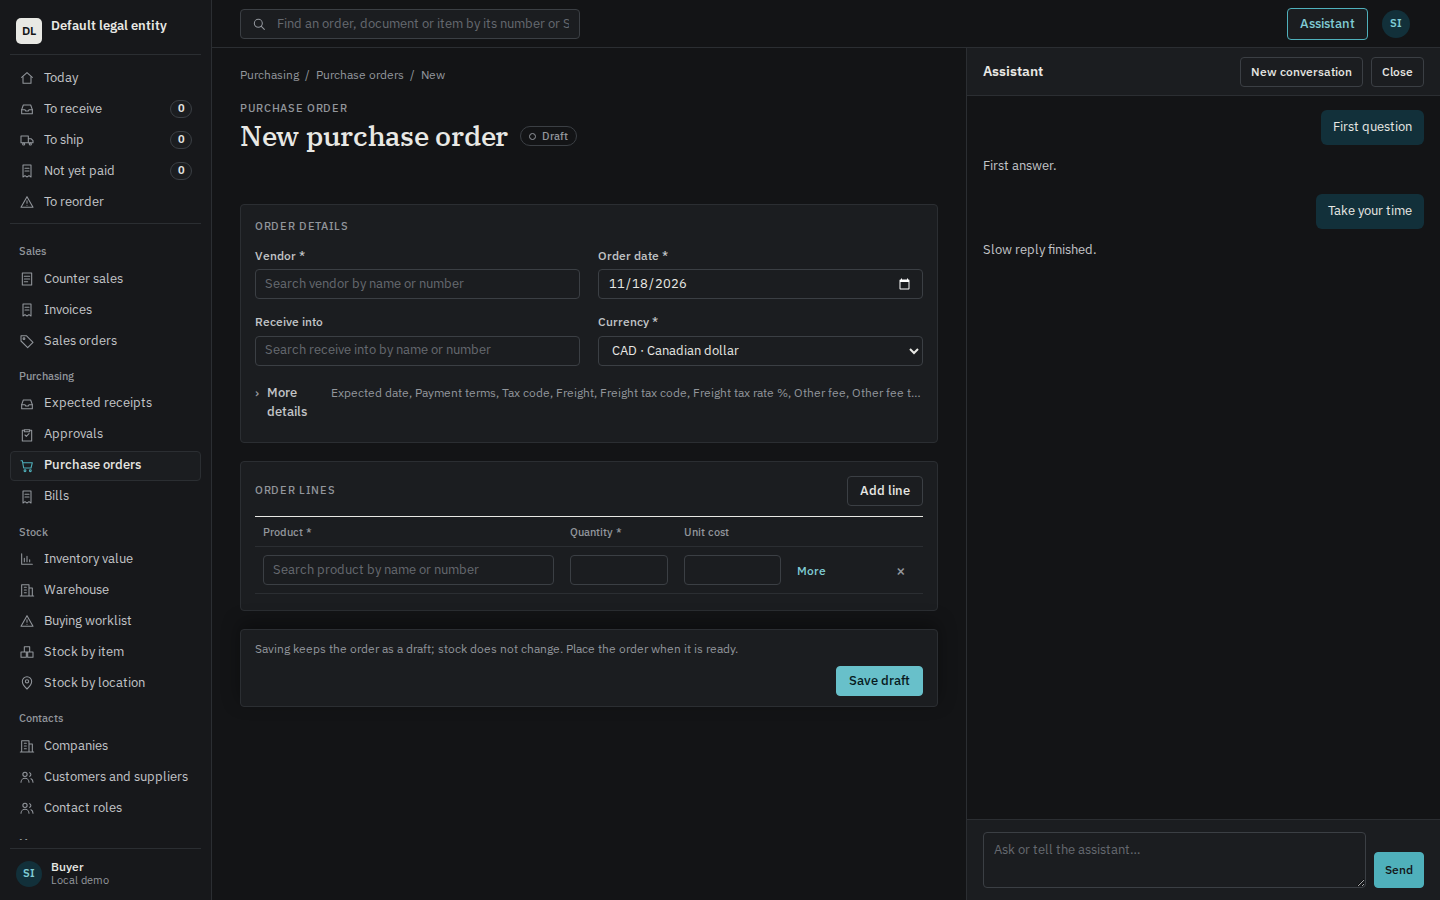 DL Default legal entity
Today
To receive 0
To ship 0
Not yet paid 0
To reorder
Sales
Counter sales
Invoices
Sales orders
Purchasing
Expected receipts
Approvals
Purchase orders
Bills
Stock
Inventory value
Warehouse
Buying worklist
Stock by item
Stock by location
Contacts
Companies
Customers and suppliers
Contact roles
SI Buyer
Local demo
Find an order, document or item by its number or S
Assistant SI
Purchasing / Purchase orders / New
PURCHASE ORDER
New purchase order Draft
ORDER DETAILS
Vendor * Order date *
Search vendor by name or number 11/18/2026
Receive into Currency *
Search receive into by name or number CAD · Canadian dollar
› More details Expected date, Payment terms, Tax code, Freight, Freight tax code, Freight tax rate %, Other fee, Other fee t...
ORDER LINES Add line
Product * Quantity * Unit cost
Search product by name or number More ×
Saving keeps the order as a draft; stock does not change. Place the order when it is ready.
Save draft
Assistant New conversation Close
First question
First answer.
Take your time
Slow reply finished.
Ask or tell the assistant...
Send